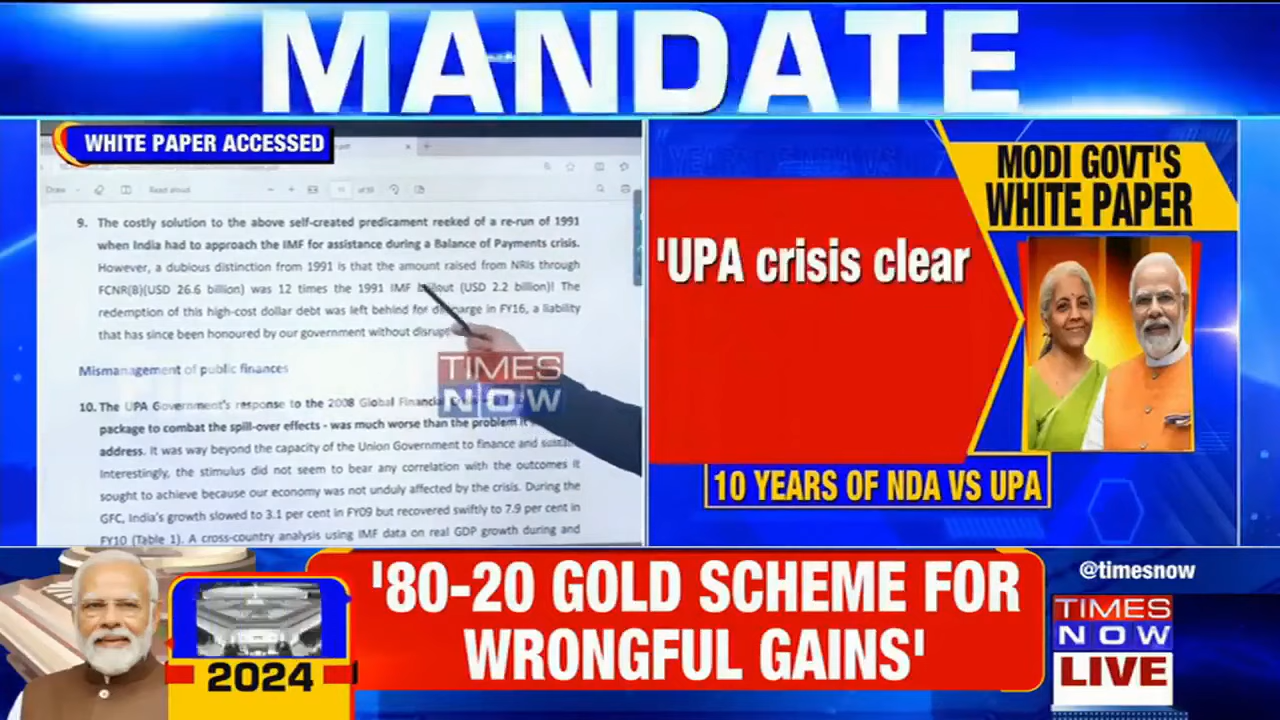 MANDATE
WHITE PAPER ACCESSED
Draw
Read aloud
9. The costly solution to the above self-created predicament reeked of a re-run of 1991
when India had to approach the IMF for assistance during a Balance of Payments crisis.
However, a dubious distinction from 1991 is that the amount raised from NRIs through
FCNR(B)(USD 26.6 billion) was 12 times the 1991 IMF bailout (USD 2.2 billion)! The
redemption of this high-cost dollar debt was left behind for discharge in FY16, a liability
that has since been honoured by our government without disrupt
Mismanagement of public finances
10. The UPA Government's response to the 2008 Global Financial
package to combat the spill-over effects - was much worse than the problem it
address. It was way beyond the capacity of the Union Government to finance and
Interestingly, the stimulus did not seem to bear any correlation with the outcomes it
sought to achieve because our economy was not unduly affected by the crisis. During the
GFC, India's growth slowed to 3.1 per cent in FY09 but recovered swiftly to 7.9 per cent in
FY10 (Table 1). A cross-country analysis using IMF data on real GDP growth during and
TIMES
NOW
MODI GOVT'S
WHITE PAPER
'UPA crisis clear
10 YEARS OF NDA VS UPA
2024
'80-20 GOLD SCHEME FOR
WRONGFUL GAINS'
@timesnow
TIMES
NOW
LIVE